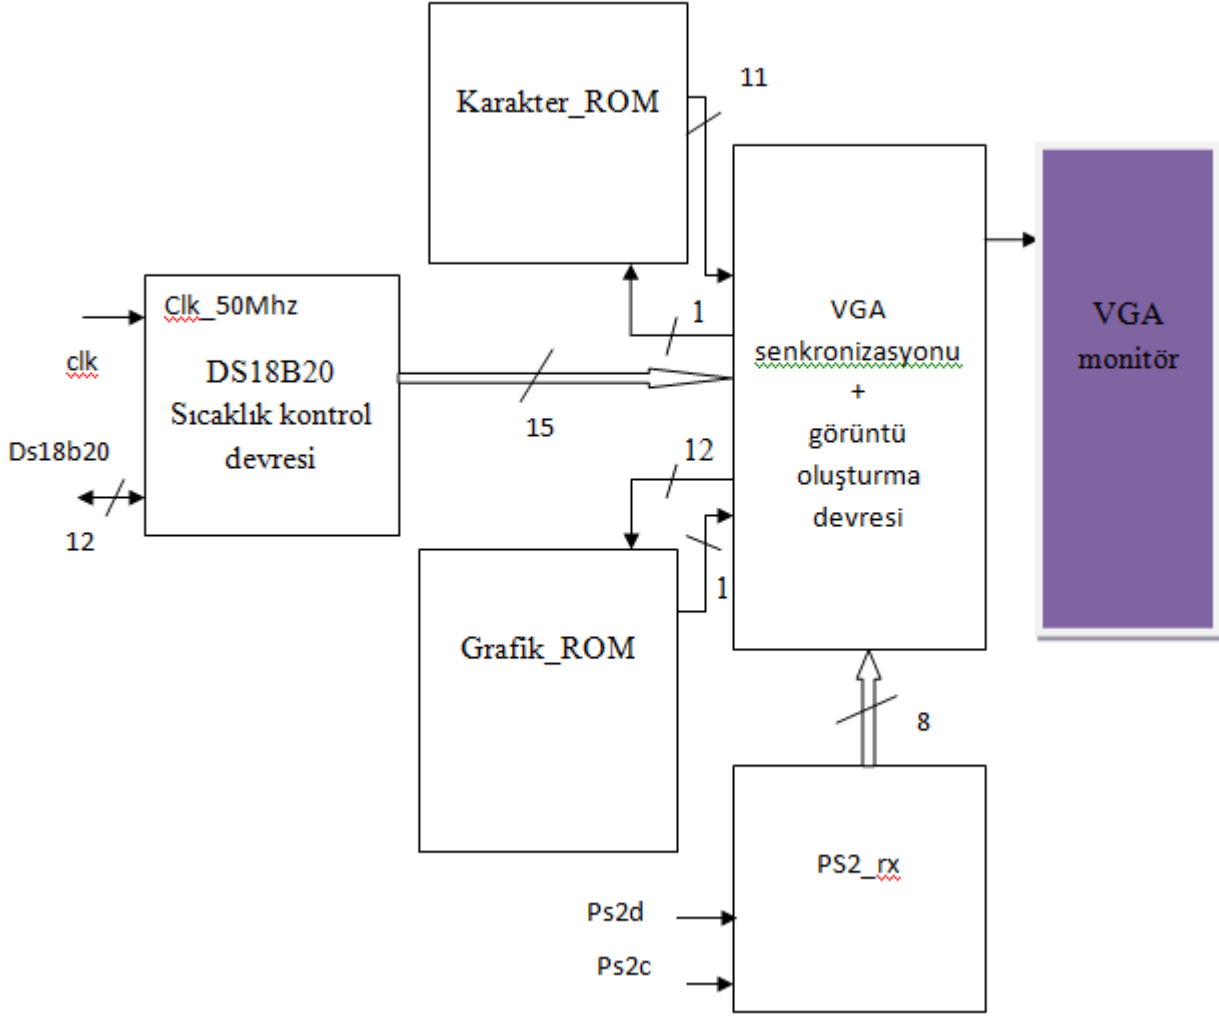 Karakter_ROM
11
Clk_50Mhz
clk
DS18B20
Sıcaklık kontrol
devresi
Ds18b20
12
15
1
12
1
VGA
senkronizasyonu
+
görüntü
oluşturma
devresi
VGA
monitör
Grafik_ROM
8
PS2_rx
Ps2d
Ps2c